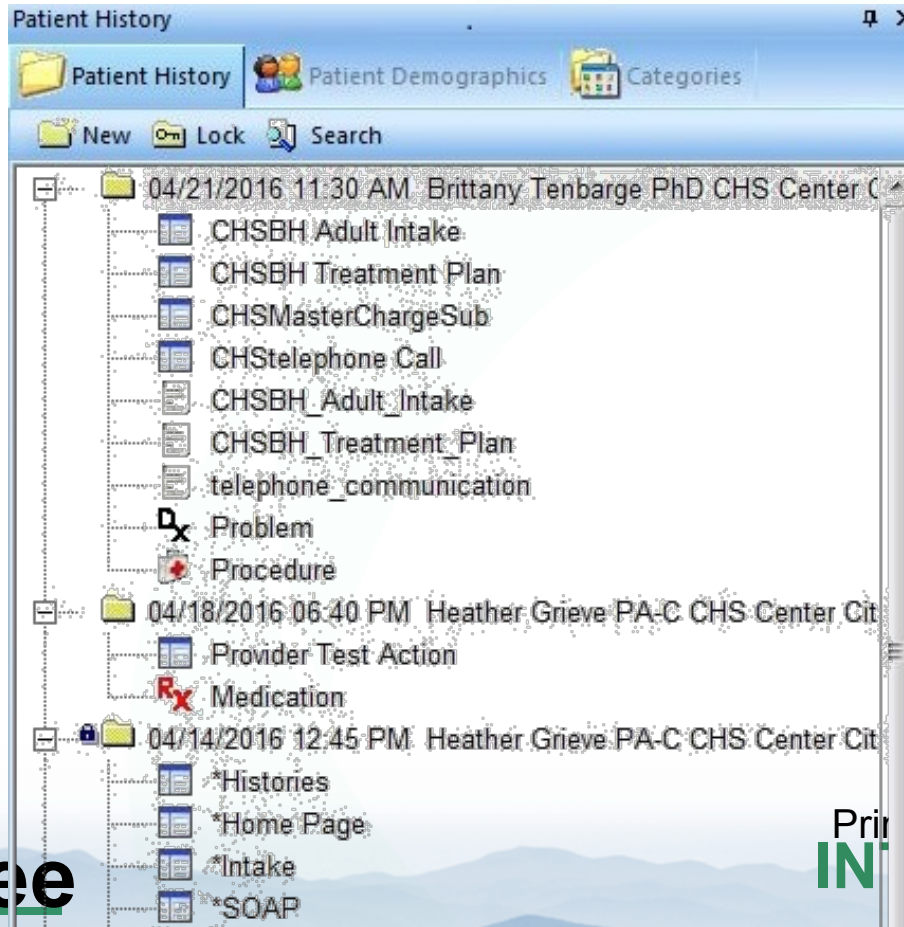 Patient History
Patient History Patient Demographics Categories
New Lock Search
04/21/2016 11:30 AM Brittany Tenbarge PhD CHS Center
CHSBH Adult Intake
CHSBH Treatment Plan
CHSMasterChargeSub
CHStelephone Call
CHSBH_Adult_Intake
CHSBH_Treatment_Plan
telephone_communication
Dx Problem
Procedure
04/18/2016 06:40 PM Heather Grieve PA-C CHS Center Cit
Provider Test Action
Rx Medication
04/14/2016 12:45 PM Heather Grieve PA-C CHS Center Cit
*Histories
*Home Page
Pri
*Intake
IN
ee
*SOAP